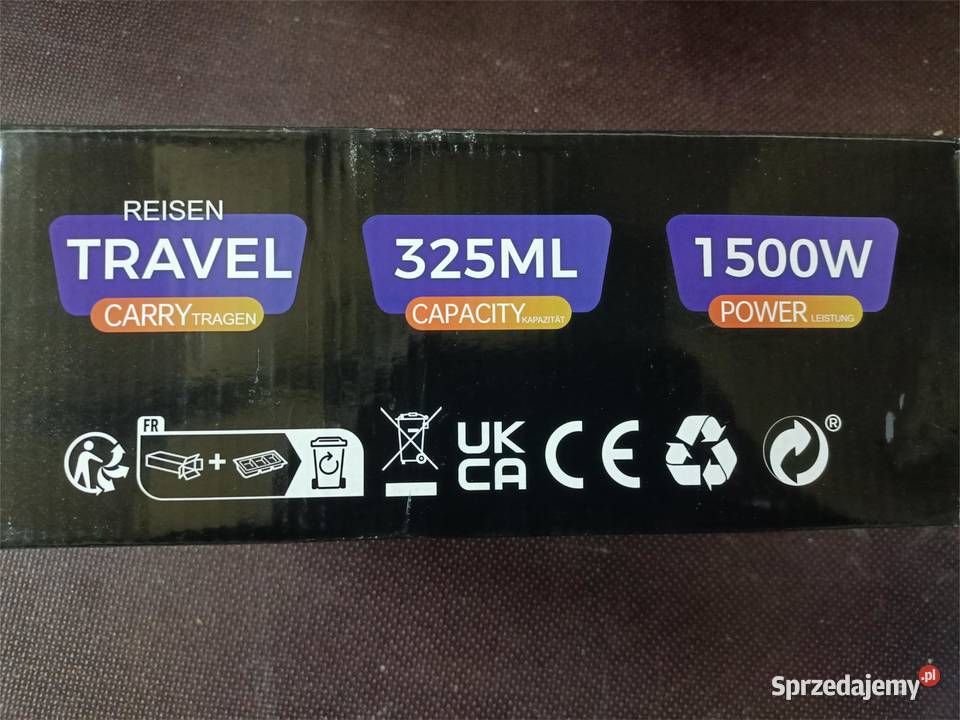 REISEN
TRAVEL
CARRY TRAGEN
325ML
CAPACITY KAPAZITÄT
1500W
POWER LEISTUNG
FR
+
UK
CA
CE
®
Sprzedajemy.pl